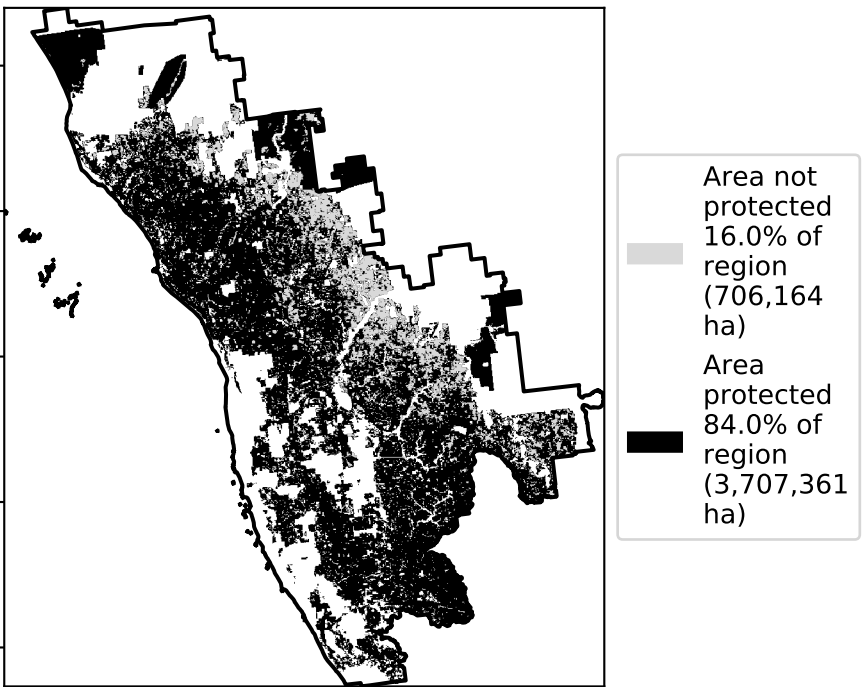 Area not
protected
16.0% of
region
(706,164
ha)
Area
protected
84.0% of
region
(3,707,361
ha)